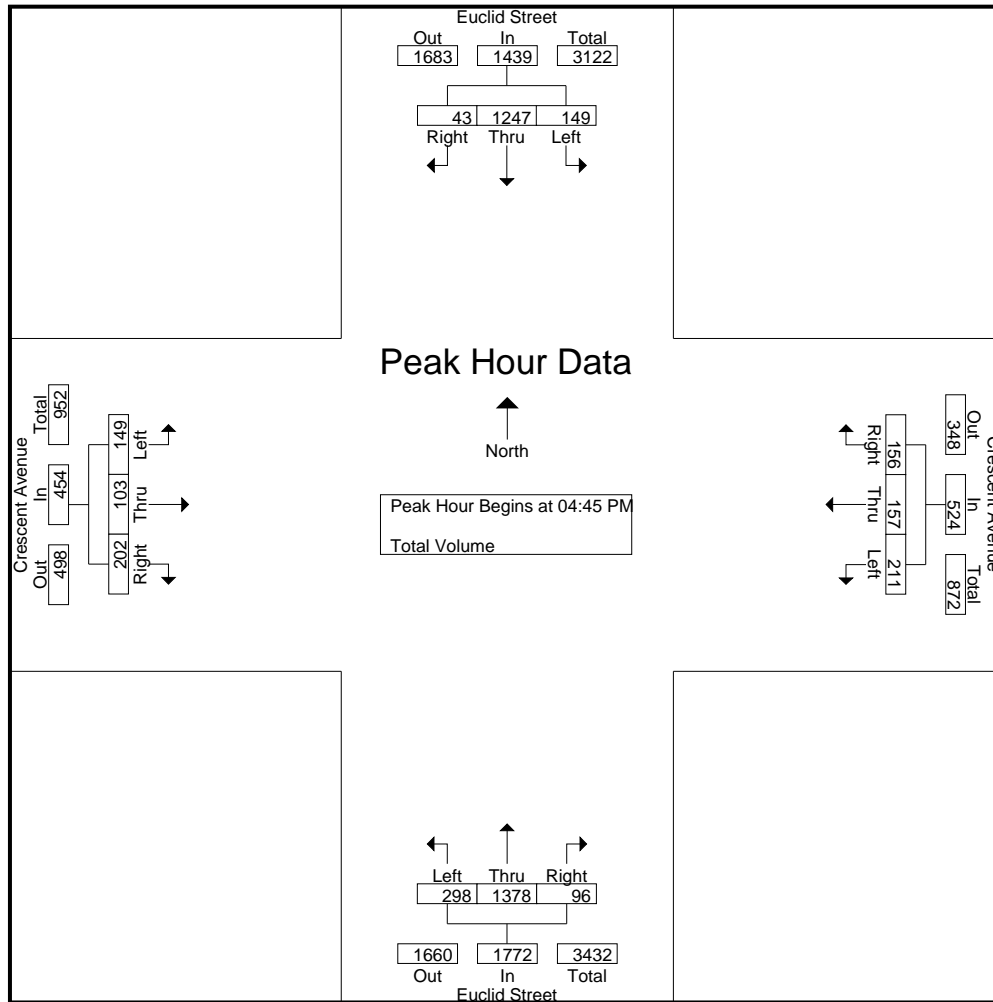 Euclid Street
Out In Total
1683 1439 3122
43 1247 149
Right Thru Left
Peak Hour Data
North
Peak Hour Begins at 04:45 PM
Total Volume
Crescent Avenue
Total In Out
952 454 498
149 103 202
Left Thru Right
Crescent Avenue
Out In Total
348 524 872
156 157 211
Right Thru Left
Left Thru Right
298 1378 96
1660 1772 3432
Out In Total
Euclid Street